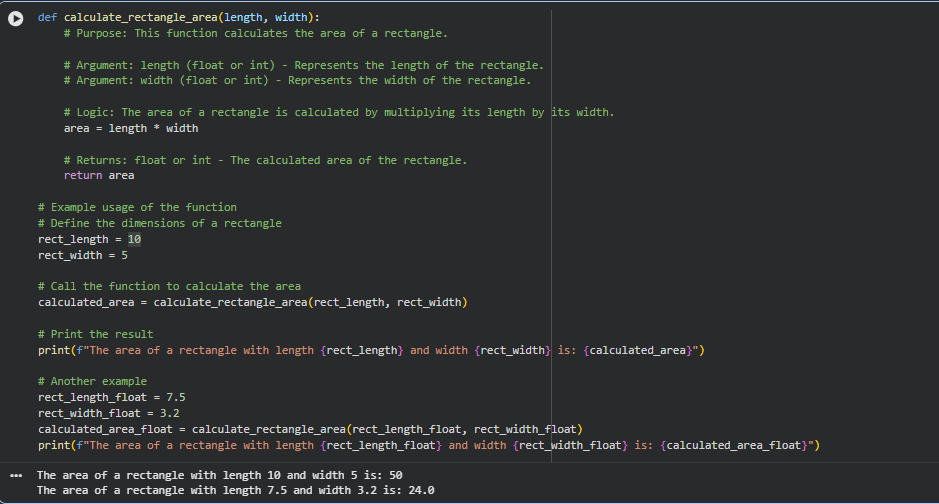 def calculate_rectangle_area(length, width):
    # Purpose: This function calculates the area of a rectangle.

    # Argument: length (float or int) - Represents the length of the rectangle.
    # Argument: width (float or int) - Represents the width of the rectangle.

    # Logic: The area of a rectangle is calculated by multiplying its length by its width.
    area = length * width

    # Returns: float or int - The calculated area of the rectangle.
    return area

# Example usage of the function
# Define the dimensions of a rectangle
rect_length = 10
rect_width = 5

# Call the function to calculate the area
calculated_area = calculate_rectangle_area(rect_length, rect_width)

# Print the result
print(f"The area of a rectangle with length {rect_length} and width {rect_width} is: {calculated_area}")

# Another example
rect_length_float = 7.5
rect_width_float = 3.2
calculated_area_float = calculate_rectangle_area(rect_length_float, rect_width_float)
print(f"The area of a rectangle with length {rect_length_float} and width {rect_width_float} is: {calculated_area_float}")

The area of a rectangle with length 10 and width 5 is: 50
The area of a rectangle with length 7.5 and width 3.2 is: 24.0